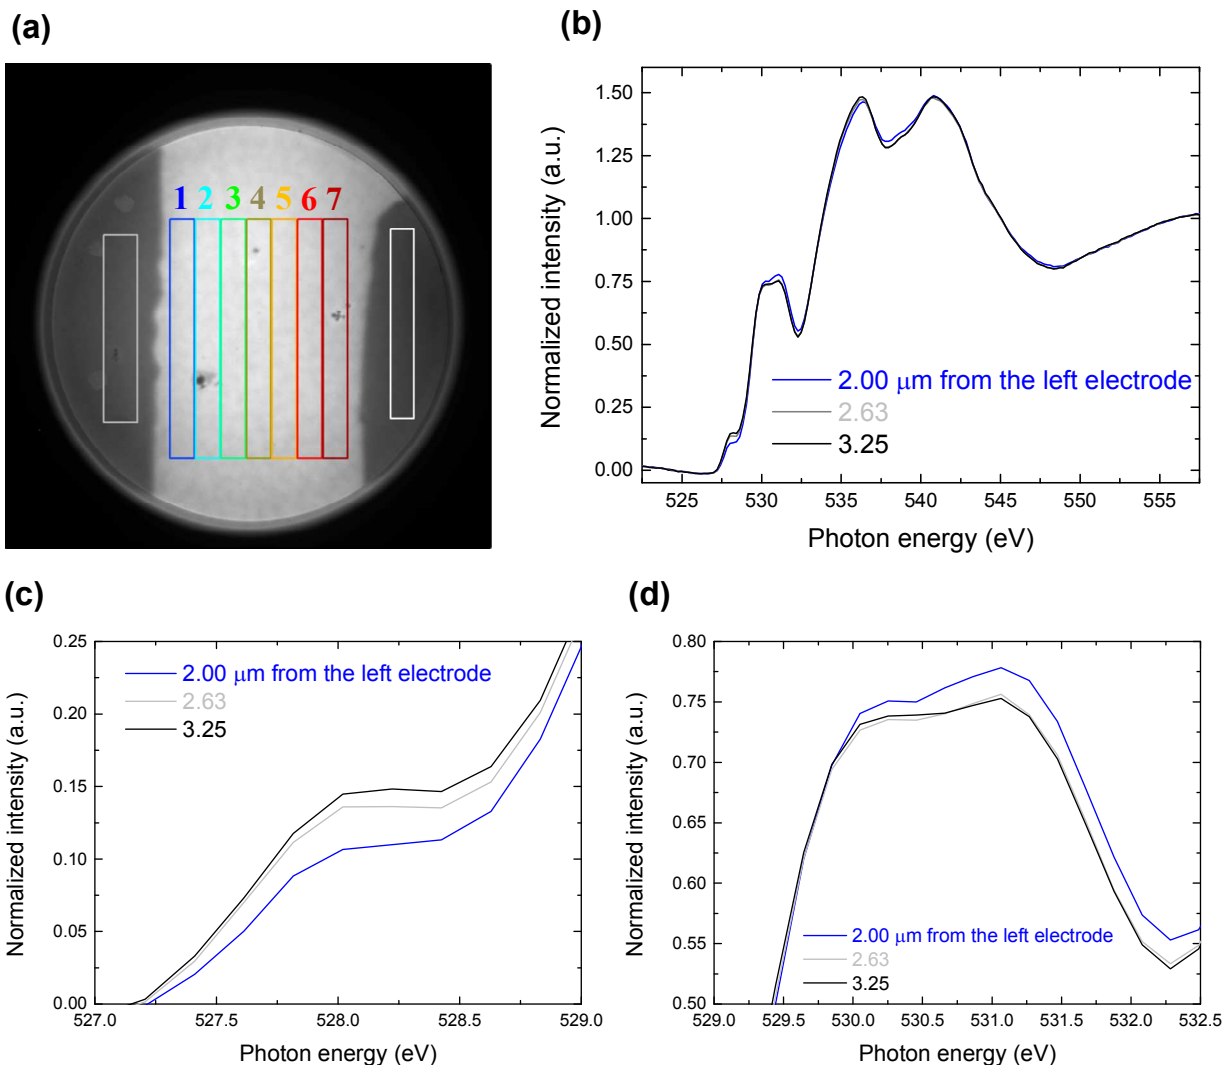 (a)
1 2 3 4 5 6 7
(b)
Normalized intensity (a.u.)
1.50
1.25
1.00
0.75
0.50
0.25
0.00
2.00 μm from the left electrode
2.63
3.25
525 530 535 540 545 550 555
Photon energy (eV)
(c)
Normalized intensity (a.u.)
0.25
0.20
0.15
0.10
0.05
0.00
2.00 μm from the left electrode
2.63
3.25
527.0 527.5 528.0 528.5 529.0
Photon energy (eV)
(d)
Normalized intensity (a.u.)
0.80
0.75
0.70
0.65
0.60
0.55
0.50
2.00 μm from the left electrode
2.63
3.25
529.0 529.5 530.0 530.5 531.0 531.5 532.0 532.5
Photon energy (eV)